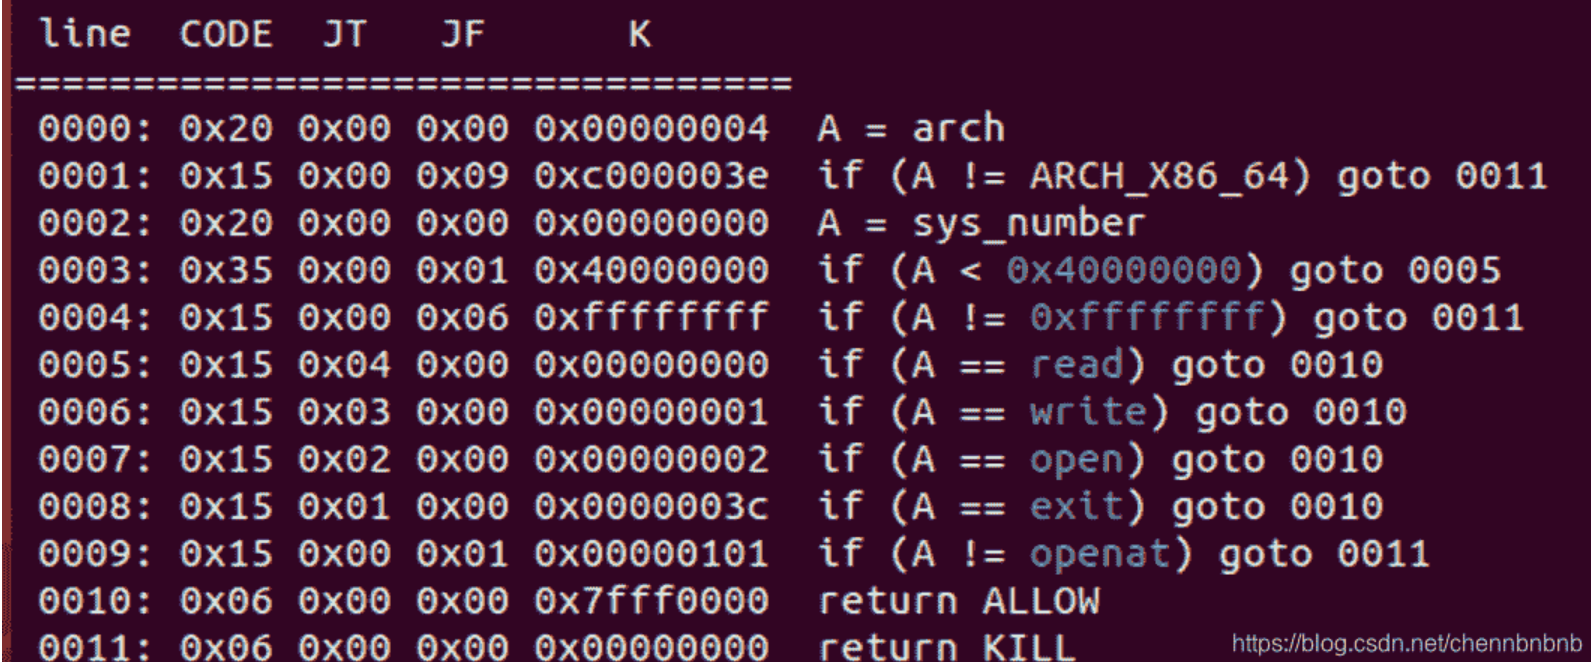 line CODE JT JF K
=================================
0000: 0x20 0x00 0x00 0x00000004 A = arch
0001: 0x15 0x00 0x09 0xc000003e if (A != ARCH_X86_64) goto 0011
0002: 0x20 0x00 0x00 0x00000000 A = sys_number
0003: 0x35 0x00 0x01 0x40000000 if (A < 0x40000000) goto 0005
0004: 0x15 0x00 0x06 0xffffffff if (A != 0xffffffff) goto 0011
0005: 0x15 0x04 0x00 0x00000000 if (A == read) goto 0010
0006: 0x15 0x03 0x00 0x00000001 if (A == write) goto 0010
0007: 0x15 0x02 0x00 0x00000002 if (A == open) goto 0010
0008: 0x15 0x01 0x00 0x0000003c if (A == exit) goto 0010
0009: 0x15 0x00 0x01 0x00000101 if (A != openat) goto 0011
0010: 0x06 0x00 0x00 0x7fff0000 return ALLOW
0011: 0x06 0x00 0x00 0x00000000 return KILL
https://blog.csdn.net/chennbnbnb